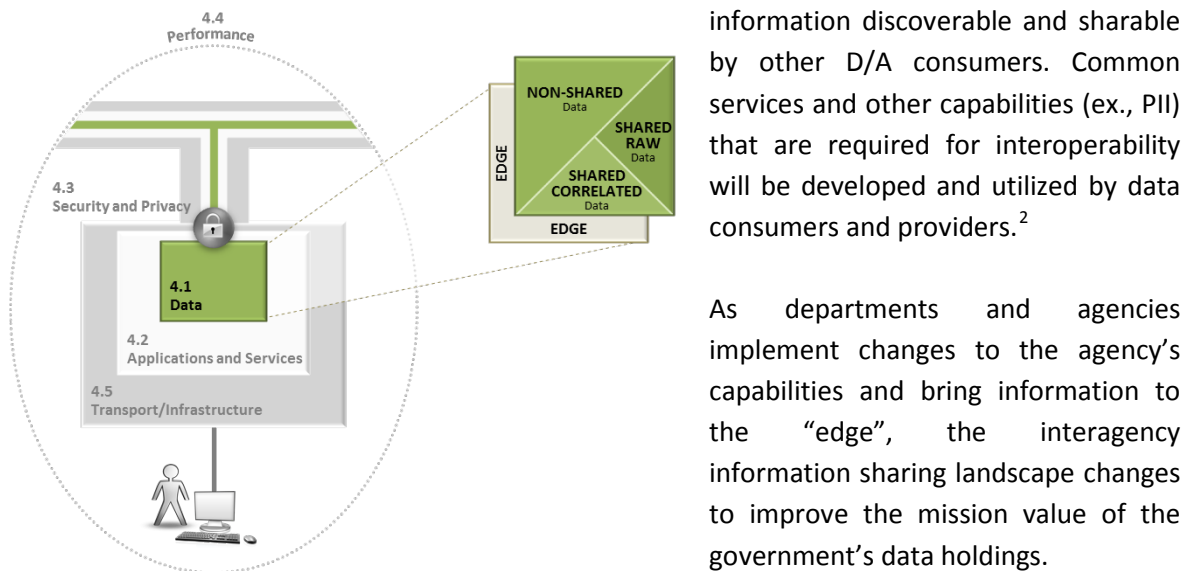 4.4
Performance
4.3
Security and Privacy
4.1
Data
4.2
Applications and Services
4.5
Transport/Infrastructure
NON-SHARED
Data
SHARED
RAW
Data
SHARED
CORRELATED
Data
EDGE
EDGE
information discoverable and sharable
by other D/A consumers. Common
services and other capabilities (ex., PII)
that are required for interoperability
will be developed and utilized by data
consumers and providers.2
As departments and agencies
implement changes to the agency’s
capabilities and bring information to
the “edge”, the interagency
information sharing landscape changes
to improve the mission value of the
government’s data holdings.